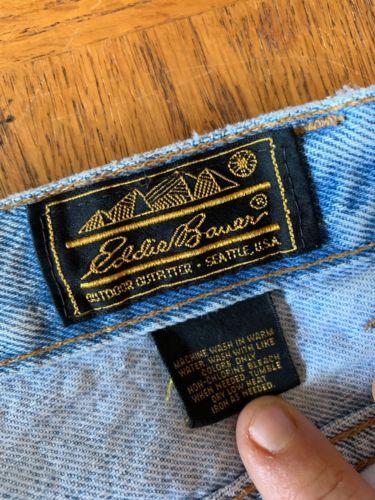 Eddie Bauer®
OUTDOOR OUTFITTER · SEATTLE, USA
MACHINE WASH IN WARM
WATER WASH WITH LIKE
COLORS ONLY
NON-CHLORINE BLEACH
WHEN NEEDED. TUMBLE
DRY LOW HEAT
IRON AS NEEDED.